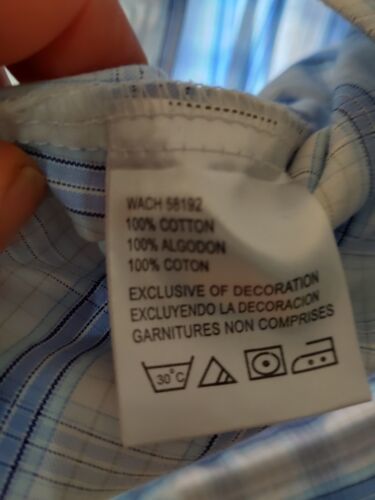 WACH 58192
100% COTTON
100% ALGODON
100% COTON
EXCLUSIVE OF DECORATION
EXCLUYENDO LA DECORACION
GARNITURES NON COMPRISES
30°C